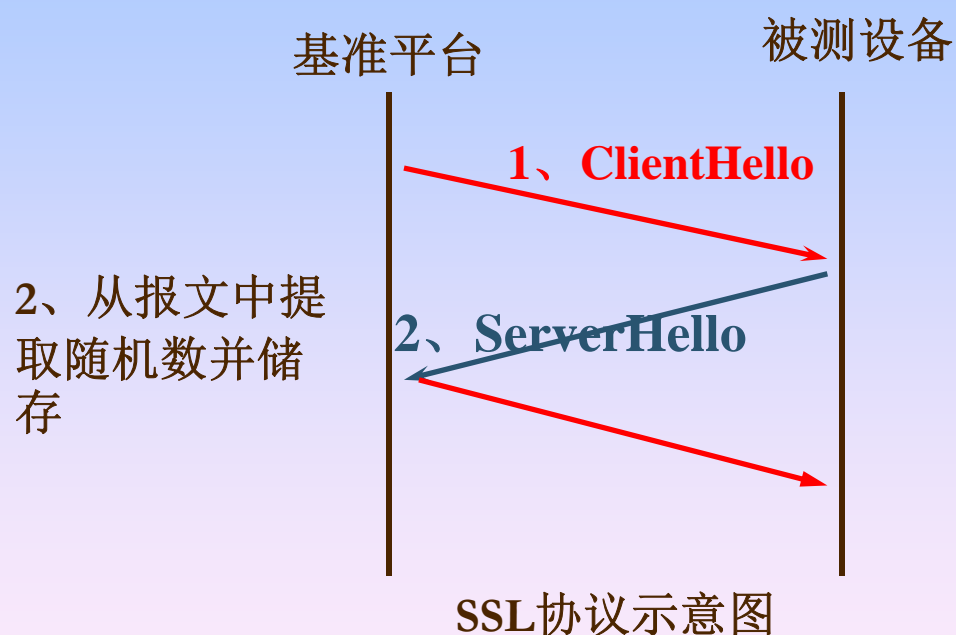 基准平台
被测设备
1、ClientHello
2、从报文中提
取随机数并储
存
2、ServerHello
SSL协议示意图